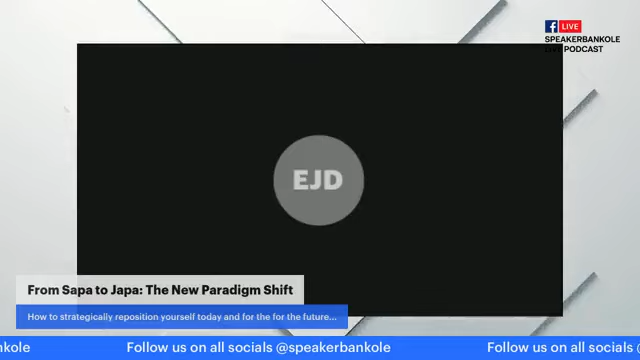 f LIVE
SPEAKERBANKOLE
LIVE PODCAST
EJD
From Sapa to Japa: The New Paradigm Shift
How to strategically reposition yourself today and for the for the future...
nkole
Follow us on all socials @speakerbankole
Follow us on all socials @